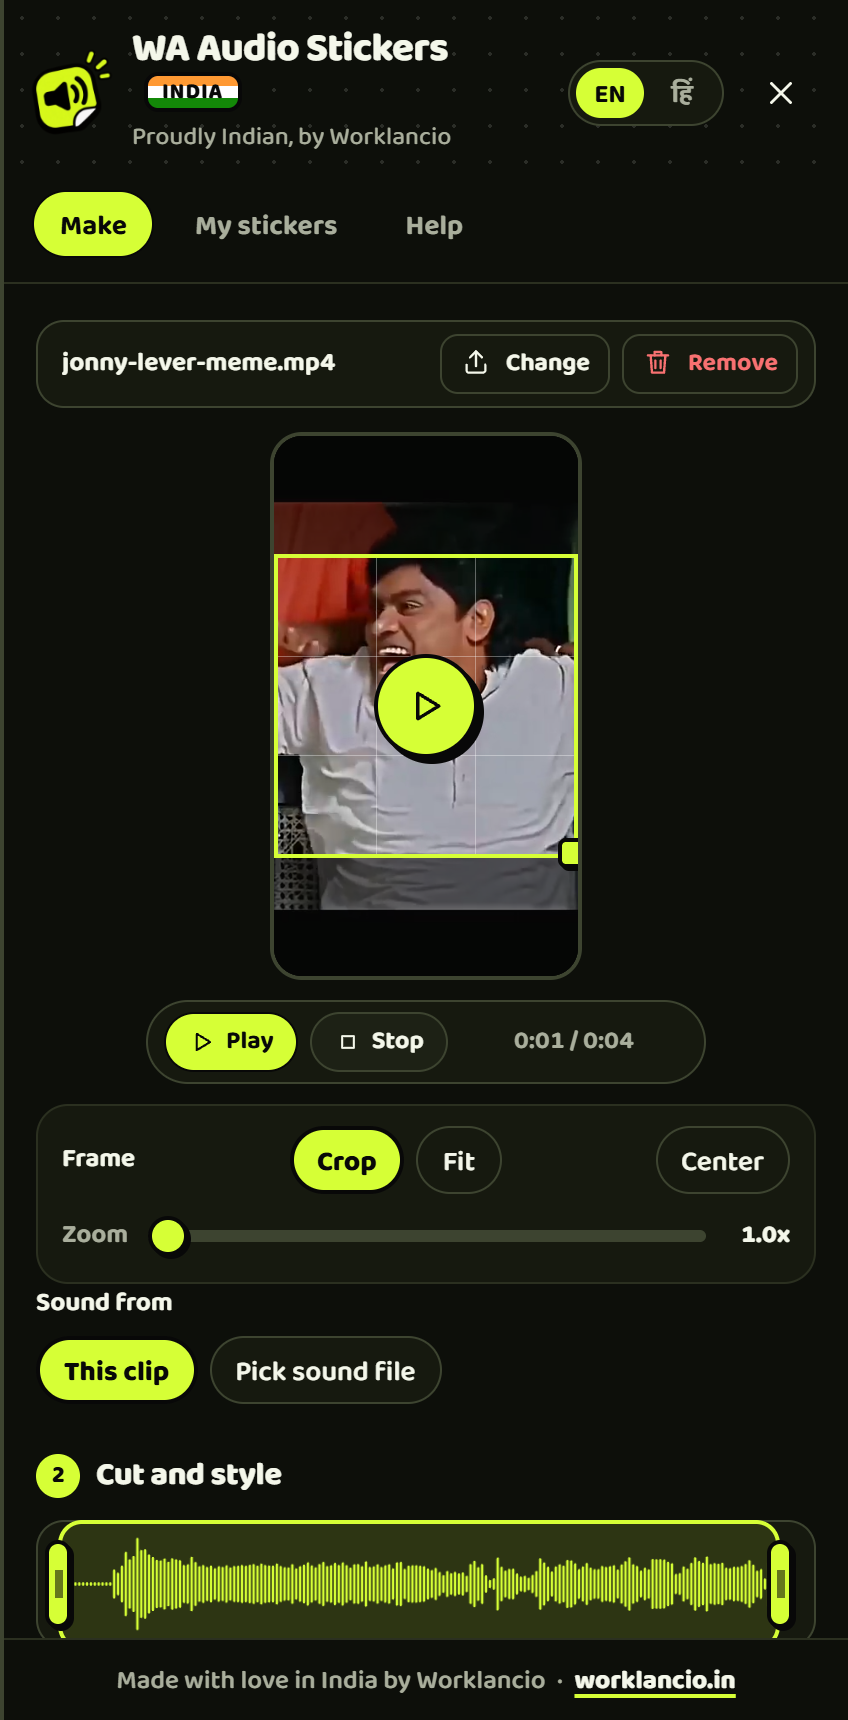 WA Audio Stickers
INDIA
Proudly Indian, by Worklancio
EN हिं
Make My stickers Help
jonny-lever-meme.mp4 Change Remove
Play Stop 0:01 / 0:04
Frame Crop Fit Center
Zoom 1.0x
Sound from
This clip Pick sound file
2 Cut and style
Made with love in India by Worklancio · worklancio.in